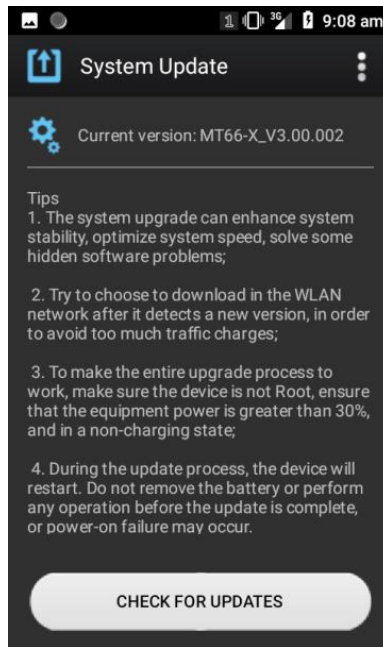 1 3G 9:08 am
System Update
Current version: MT66-X_V3.00.002
Tips
1. The system upgrade can enhance system
stability, optimize system speed, solve some
hidden software problems;
2. Try to choose to download in the WLAN
network after it detects a new version, in order
to avoid too much traffic charges;
3. To make the entire upgrade process to
work, make sure the device is not Root, ensure
that the equipment power is greater than 30%,
and in a non-charging state;
4. During the update process, the device will
restart. Do not remove the battery or perform
any operation before the update is complete,
or power-on failure may occur.
CHECK FOR UPDATES